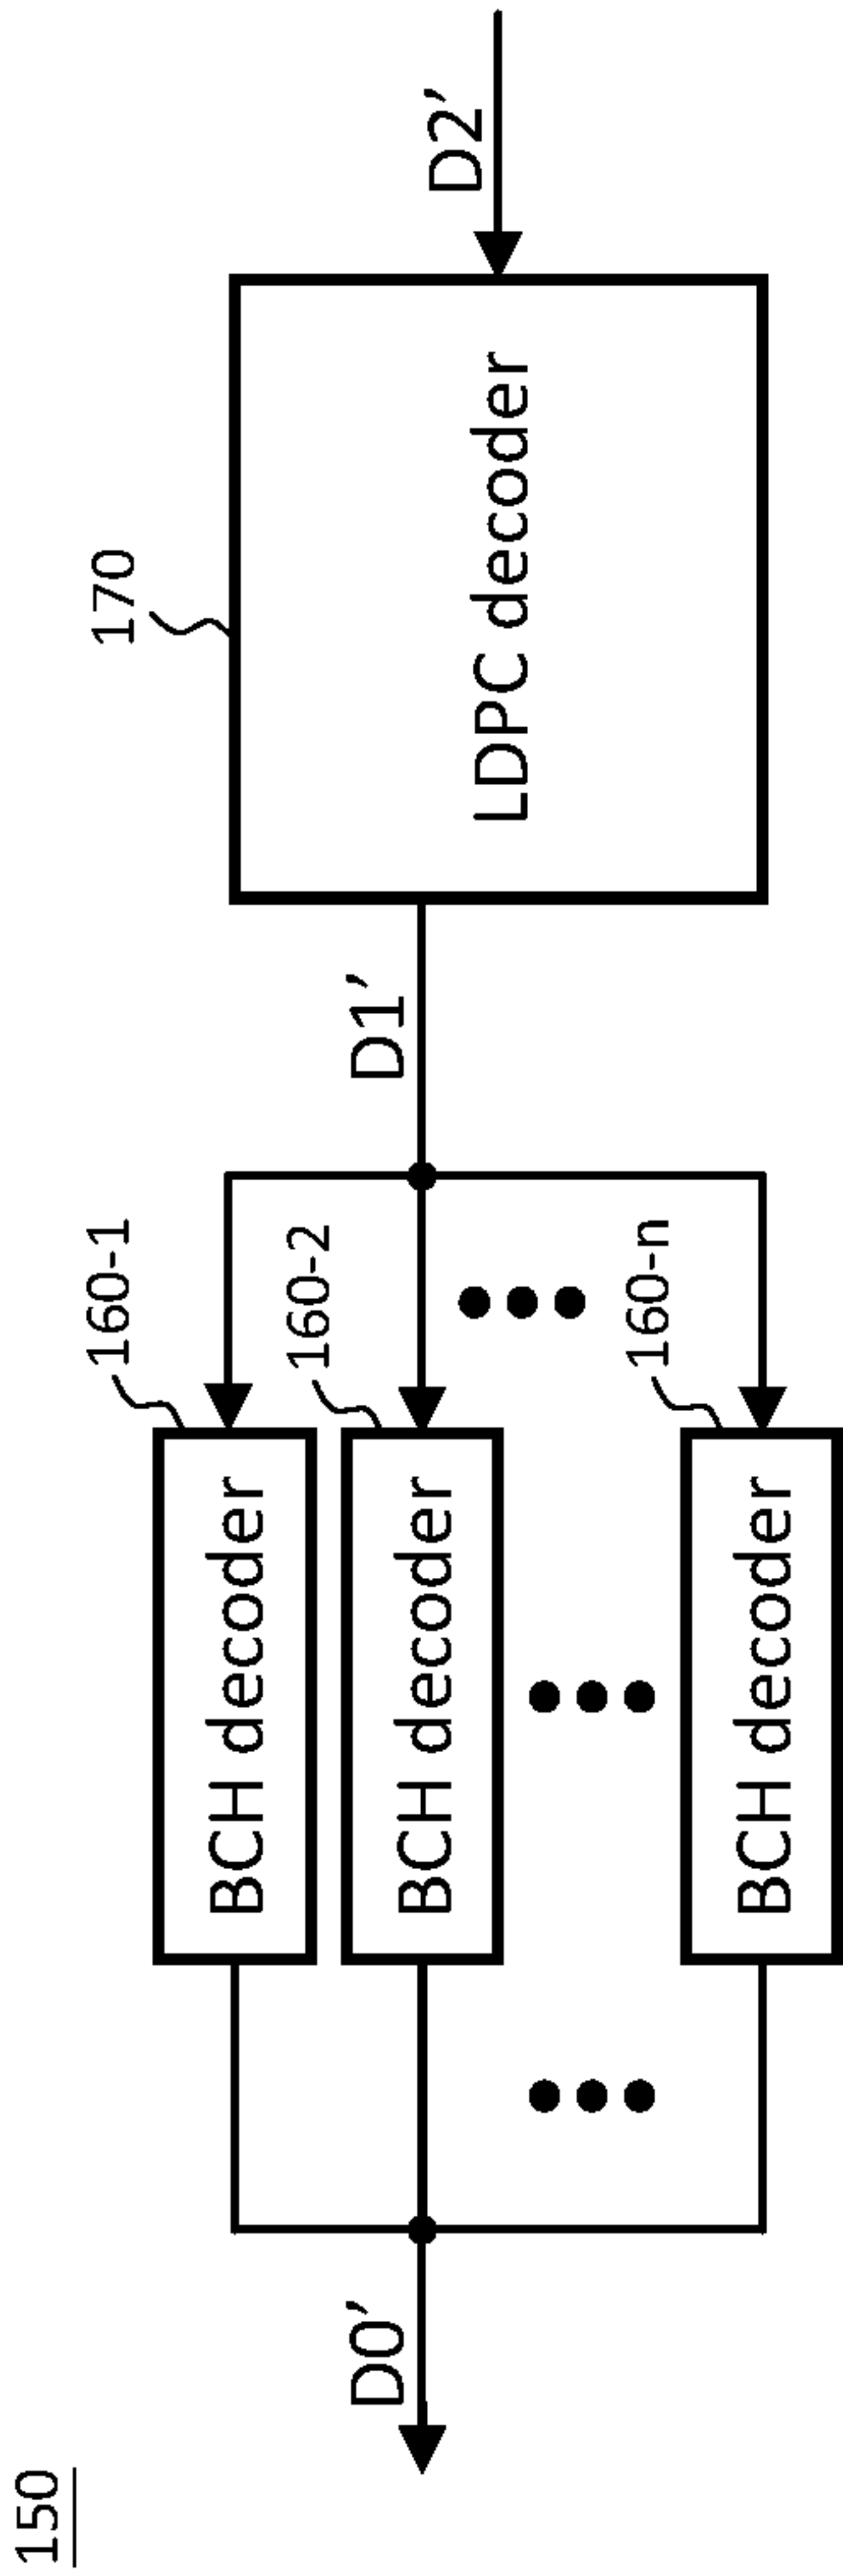 150
D0’
BCH decoder
160-1
BCH decoder
160-2
BCH decoder
160-n
D1’
170
LDPC decoder
D2’